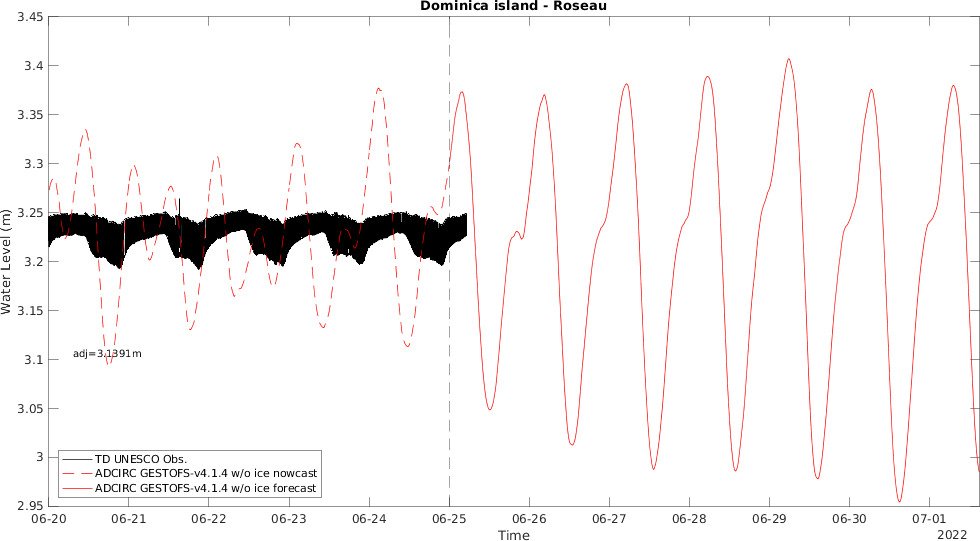 Dominica island - Roseau
3.45
3.4
3.35
3.3
3.25
3.2
3.15
3.1
3.05
3
2.95
Water Level (m)
adj=3.1391m
TD UNESCO Obs.
ADCIRC GESTOFS-v4.1.4 w/o ice nowcast
ADCIRC GESTOFS-v4.1.4 w/o ice forecast
06-20 06-21 06-22 06-23 06-24 06-25 06-26 06-27 06-28 06-29 06-30 07-01
Time
2022